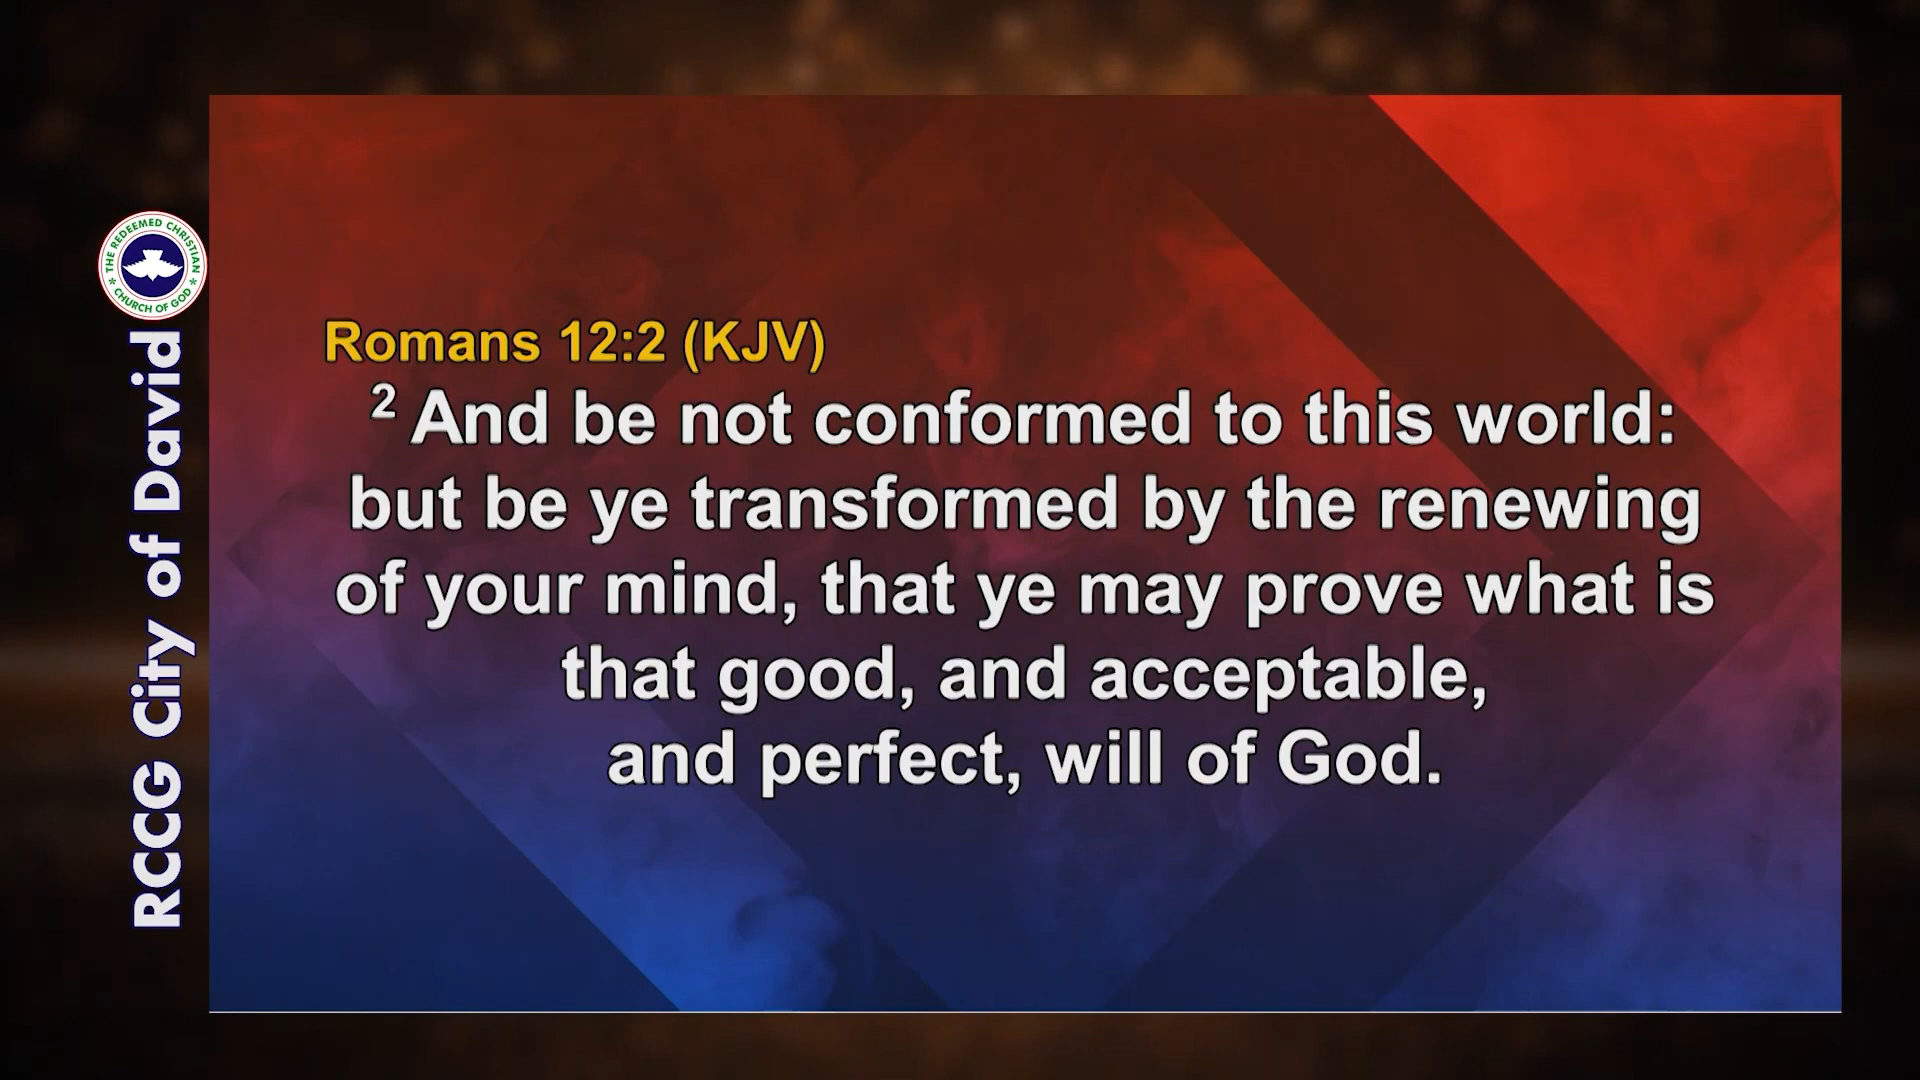 THE REDEEMED CHRISTIAN
* CHURCH OF GOD *
RCCG City of David
Romans 12:2 (KJV)
2 And be not conformed to this world:
but be ye transformed by the renewing
of your mind, that ye may prove what is
that good, and acceptable,
and perfect, will of God.